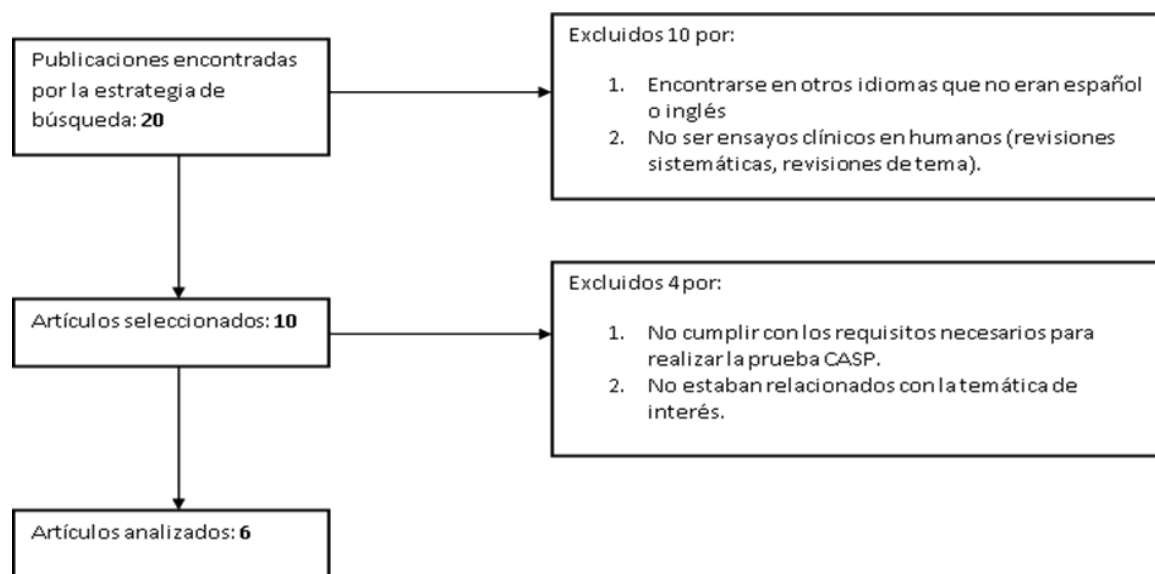 Publicaciones encontradas
por la estrategia de
búsqueda: 20
Excluidos 10 por:
1. Encontrarse en otros idiomas que no eran español
o inglés
2. No ser ensayos clínicos en humanos (revisiones
sistemáticas, revisiones de tema).
Artículos seleccionados: 10
Excluidos 4 por:
1. No cumplir con los requisitos necesarios para
realizar la prueba CASP.
2. No estaban relacionados con la temática de
interés.
Artículos analizados: 6